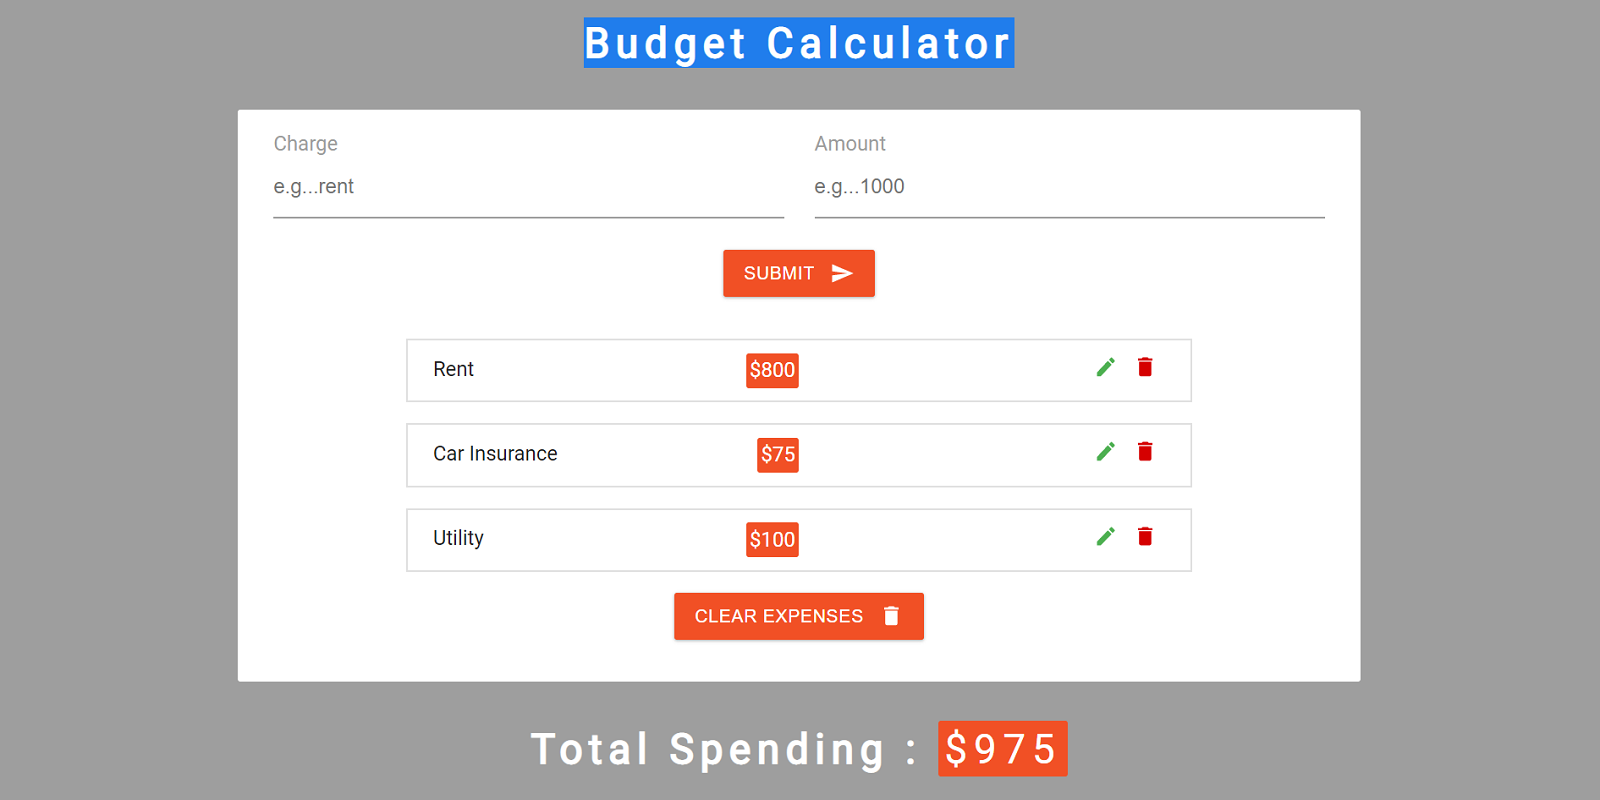 Budget Calculator
Charge Amount
e.g...rent e.g...1000
SUBMIT
Rent $800
Car Insurance $75
Utility $100
CLEAR EXPENSES
Total Spending : $975